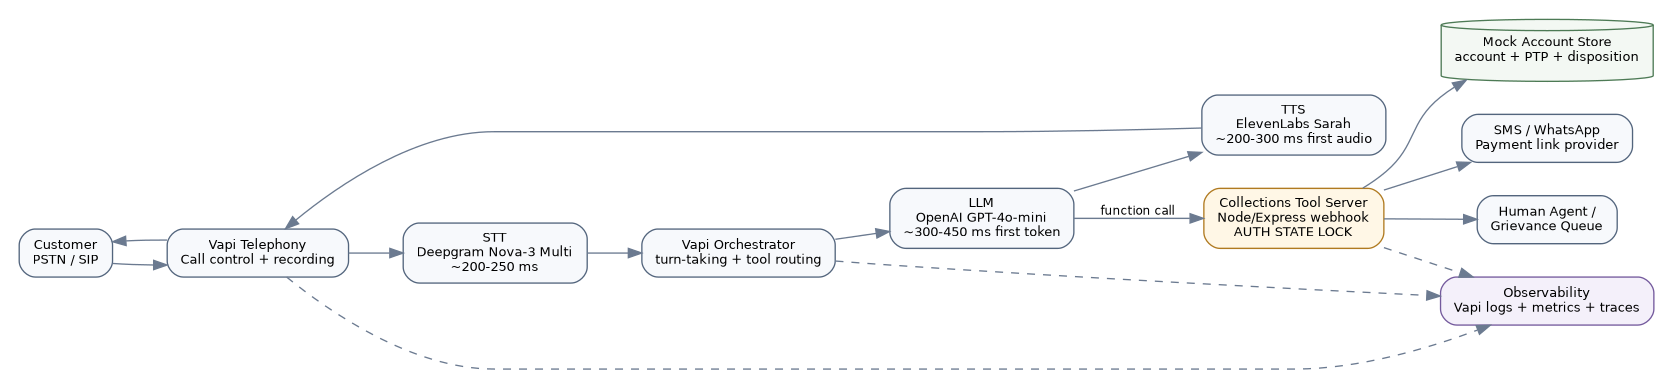 Customer
PSTN / SIP
Vapi Telephony
Call control + recording
STT
Deepgram Nova-3 Multi
~200-250 ms
Vapi Orchestrator
turn-taking + tool routing
LLM
OpenAI GPT-4o-mini
~300-450 ms first token
function call
TTS
ElevenLabs Sarah
~200-300 ms first audio
Collections Tool Server
Node/Express webhook
AUTH STATE LOCK
Mock Account Store
account + PTP + disposition
SMS / WhatsApp
Payment link provider
Human Agent /
Grievance Queue
Observability
Vapi logs + metrics + traces